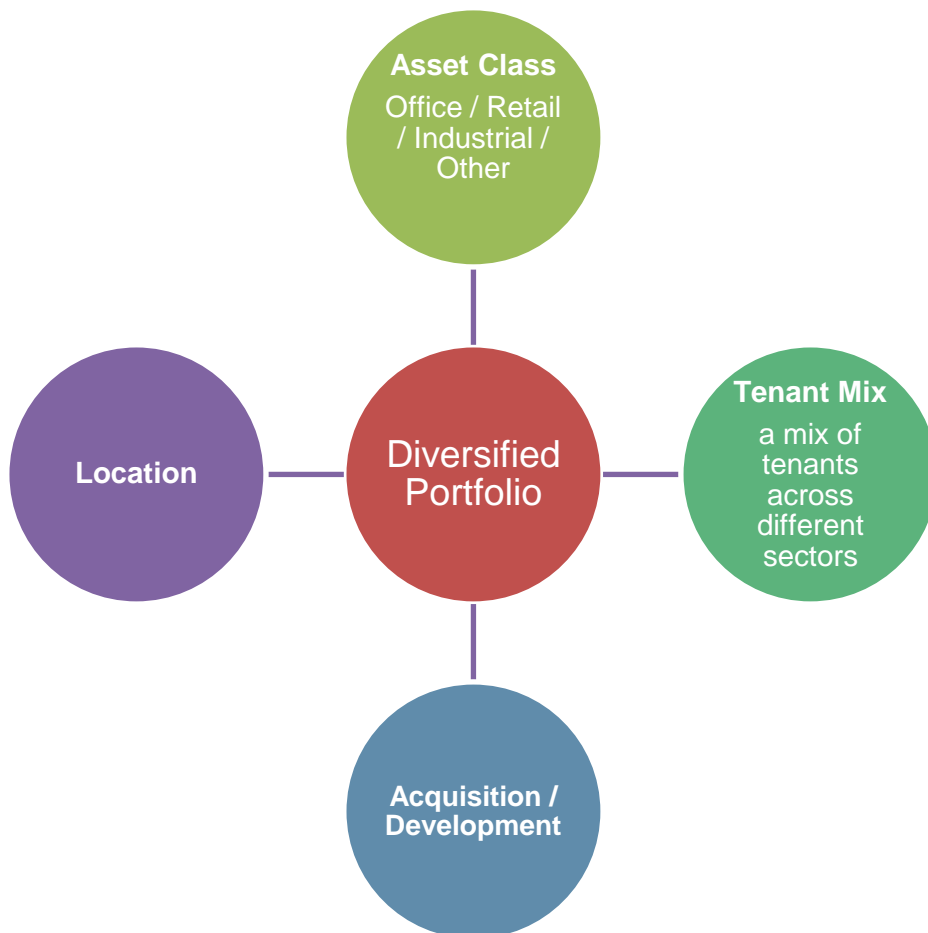 Asset Class
Office / Retail
/ Industrial /
Other
Location
Diversified
Portfolio
Tenant Mix
a mix of
tenants
across
different
sectors
Acquisition /
Development